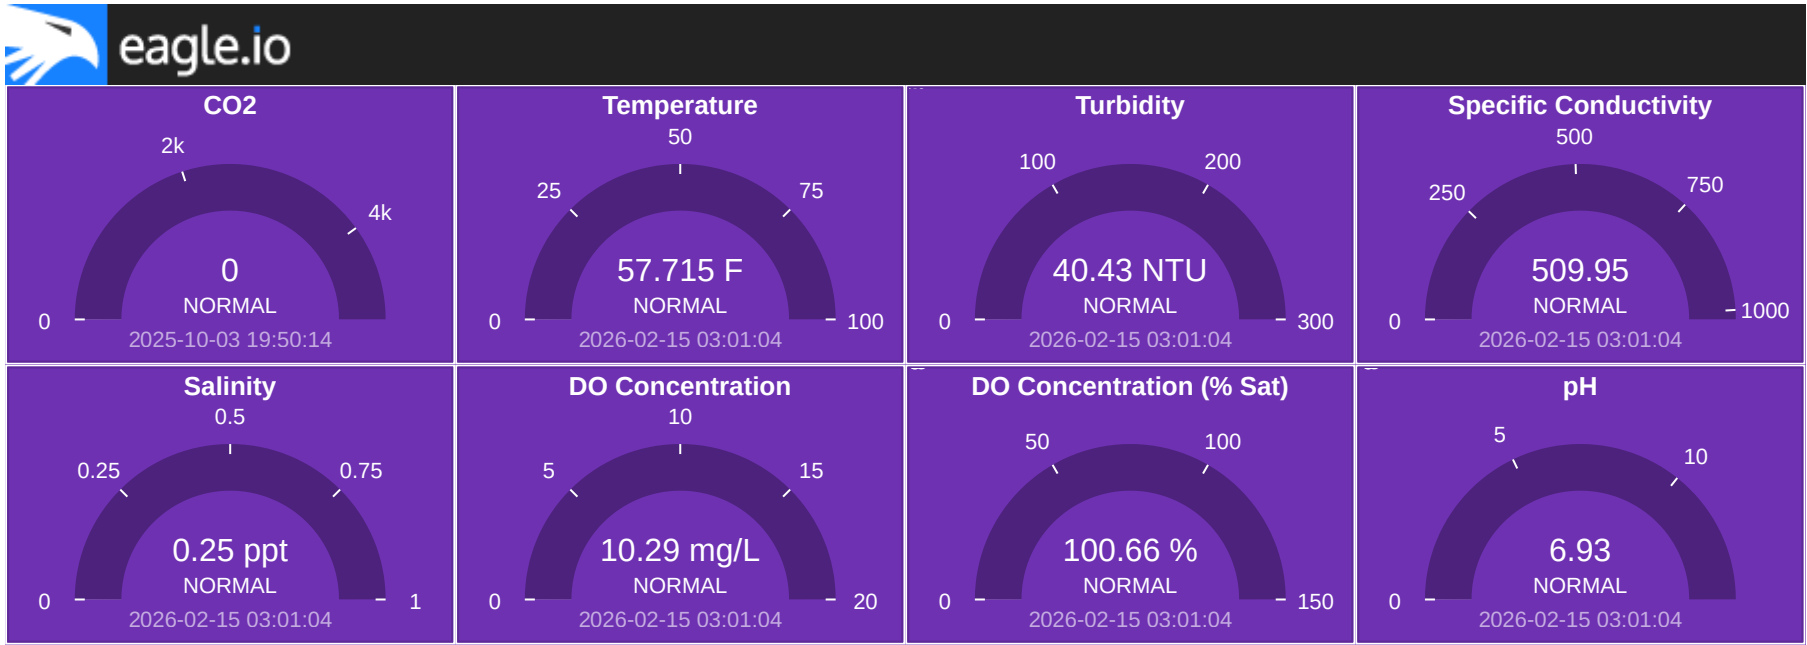 eagle.io
CO2
2k
4k
0
0
NORMAL
2025-10-03 19:50:14
Temperature
50
25
75
57.715 F
NORMAL
0
100
2026-02-15 03:01:04
Turbidity
100
200
40.43 NTU
NORMAL
0
300
2026-02-15 03:01:04
Specific Conductivity
500
250
750
509.95
NORMAL
0
1000
2026-02-15 03:01:04
Salinity
0.5
0.25
0.75
0.25 ppt
NORMAL
0
1
2026-02-15 03:01:04
DO Concentration
10
5
15
10.29 mg/L
NORMAL
0
20
2026-02-15 03:01:04
DO Concentration (% Sat)
50
100
100.66 %
NORMAL
0
150
2026-02-15 03:01:04
pH
5
10
6.93
NORMAL
0
2026-02-15 03:01:04